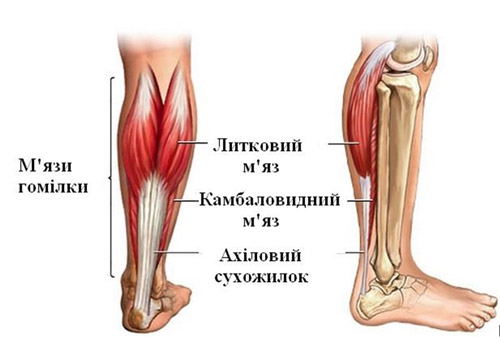 М'язи
гомілки
Литковий
м'яз
Камбаловидний
м'яз
Ахіловий
сухожилок